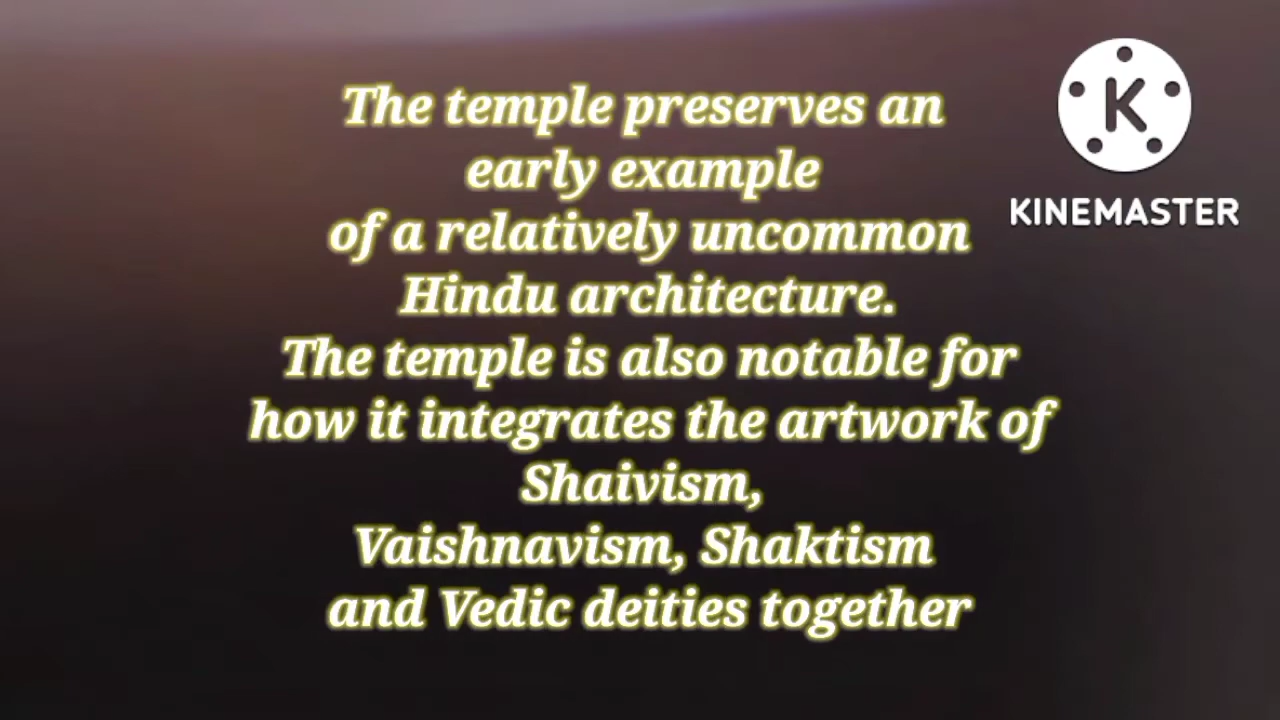 The temple preserves an
early example
of a relatively uncommon
Hindu architecture.
The temple is also notable for
how it integrates the artwork of
Shaivism,
Vaishnavism, Shaktism
and Vedic deities together
K
KINEMASTER